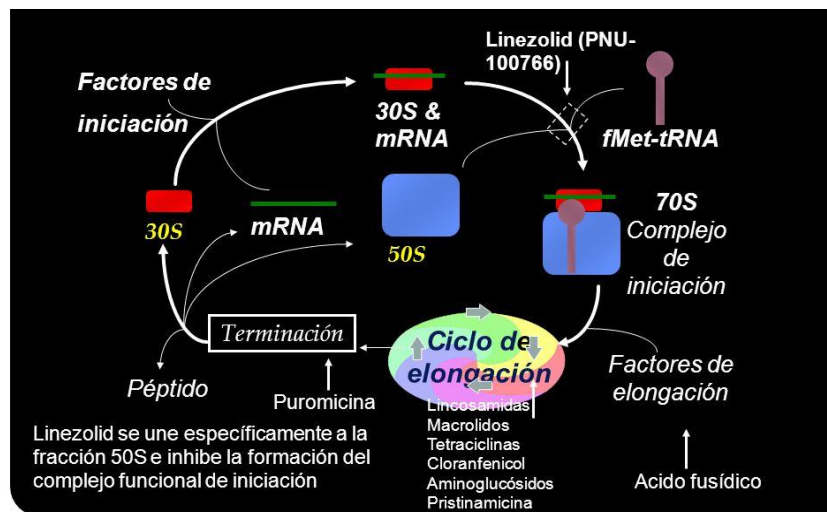 Linezolid (PNU-
100766)
Factores de
iniciación
30S &
mRNA
fMet-tRNA
30S
mRNA
50S
70S
Complejo
de
iniciación
Terminación
Ciclo de
elongación
Factores de
elongación
Péptido
Puromicina
Lincosamidas
Macrolidos
Tetraciclinas
Cloranfenicol
Aminoglucósidos
Pristinamicina
Acido fusídico
Linezolid se une específicamente a la
fracción 50S e inhibe la formación del
complejo funcional de iniciación